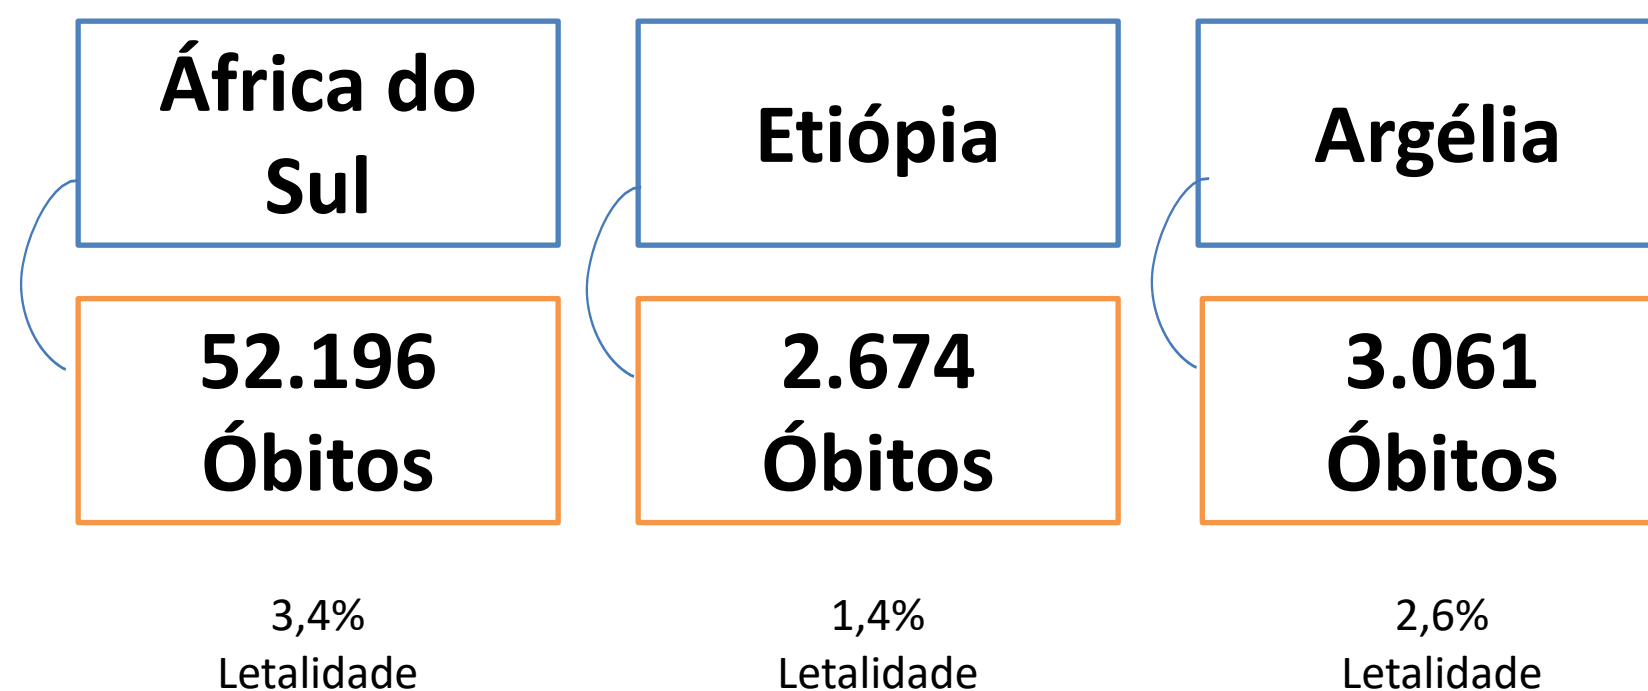 África do
Sul
52.196
Óbitos
3,4%
Letalidade
Etiópia
2.674
Óbitos
1,4%
Letalidade
Argélia
3.061
Óbitos
2,6%
Letalidade